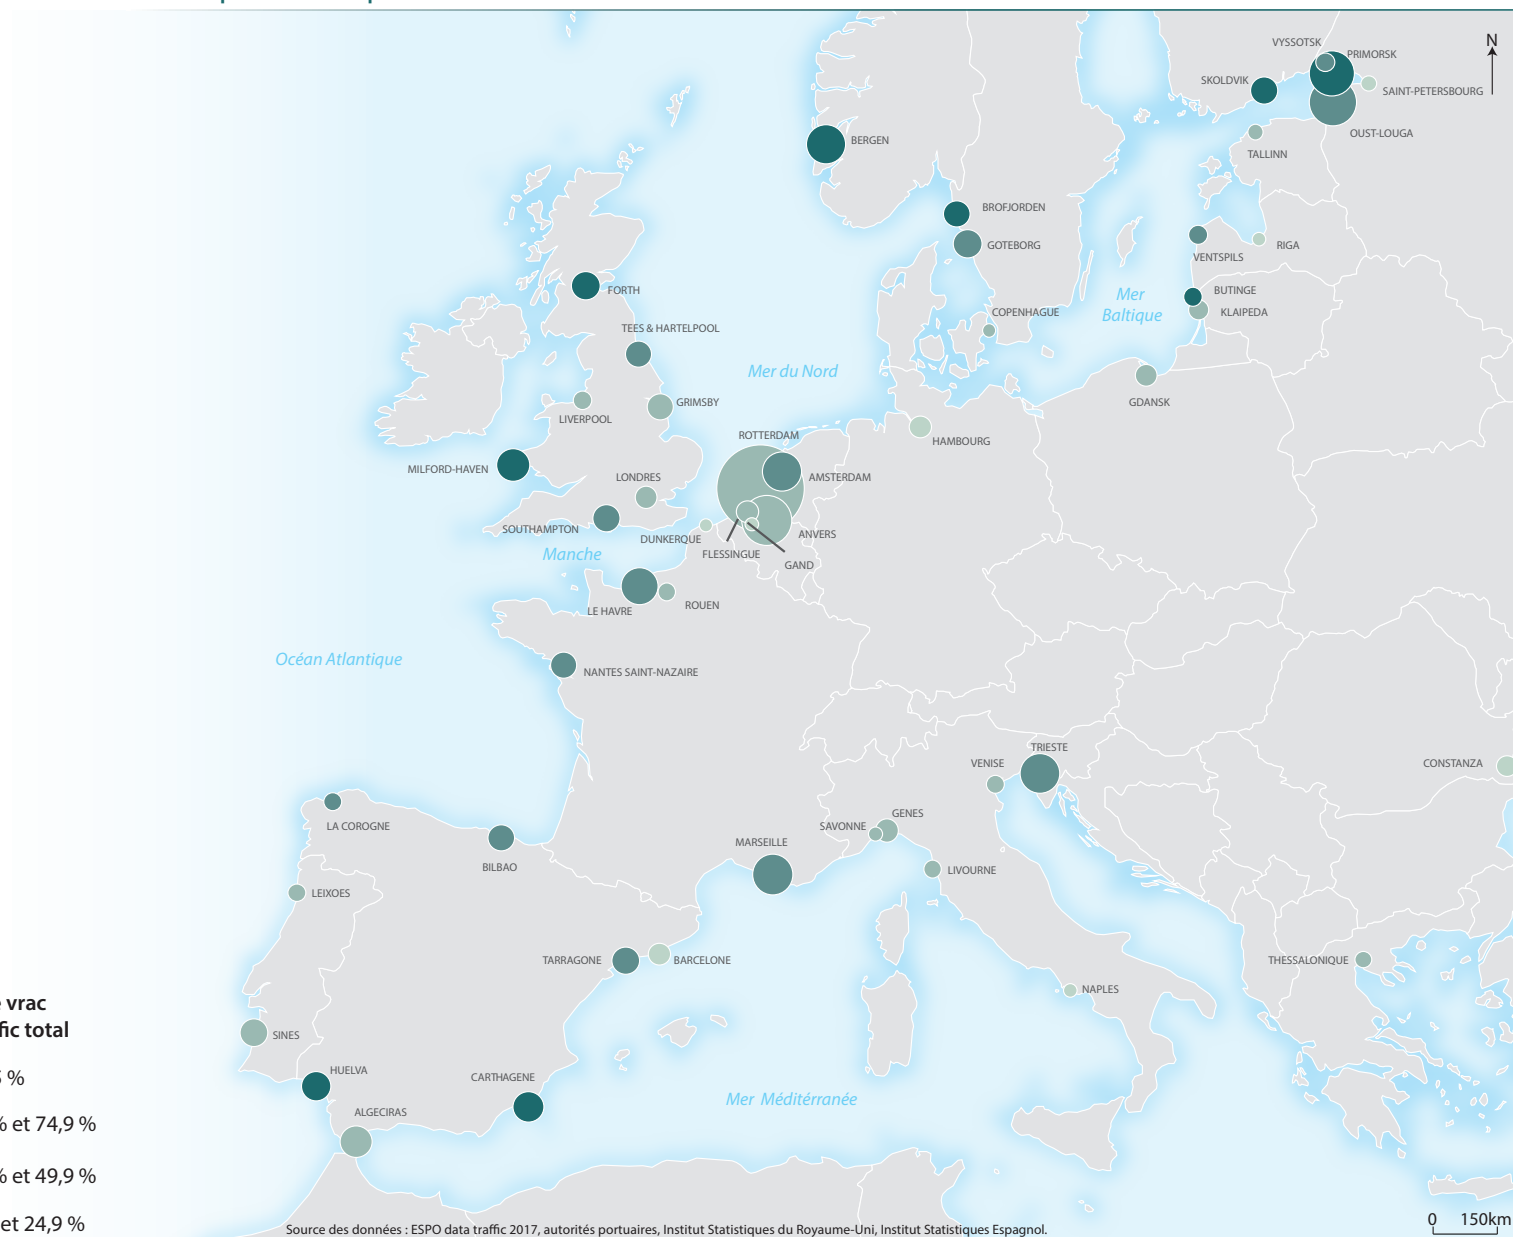 N
VYSSOTSK
PRIMORSK
SKOLDVIK
SAINT-PETERSBOURG
OUST-LOUGA
TALLINN
BERGEN
BROFJORDEN
GOTEBORG
RIGA
VENTSPILS
FORTH
Mer
Baltique
BUTINGE
KLAIPEDA
COPENHAGUE
TEES & HARTELPOOL
Mer du Nord
GDANSK
GRIMSBY
LIVERPOOL
HAMBOURG
ROTTERDAM
MILFORD-HAVEN
LONDRES
AMSTERDAM
SOUTHAMPTON
DUNKERQUE
ANVERS
Manche
FLESSINGUE
GAND
LE HAVRE
ROUEN
Océan Atlantique
NANTES SAINT-NAZAIRE
TRIESTE
VENISE
CONSTANZA
LA COROGNE
SAVONNE
GENES
BILBAO
MARSEILLE
LIVOURNE
LEIXOES
TARRAGONE
BARCELONE
THESSALONIQUE
NAPLES
SINES
HUELVA
CARTHAGENE
Mer Méditérranée
ALGECIRAS
vrac
fic total
%
% et 74,9 %
% et 49,9 %
et 24,9 %
Source des données : ESPO data traffic 2017, autorités portuaires, Institut Statistiques du Royaume-Uni, Institut Statistiques Espagnol.
0 150km